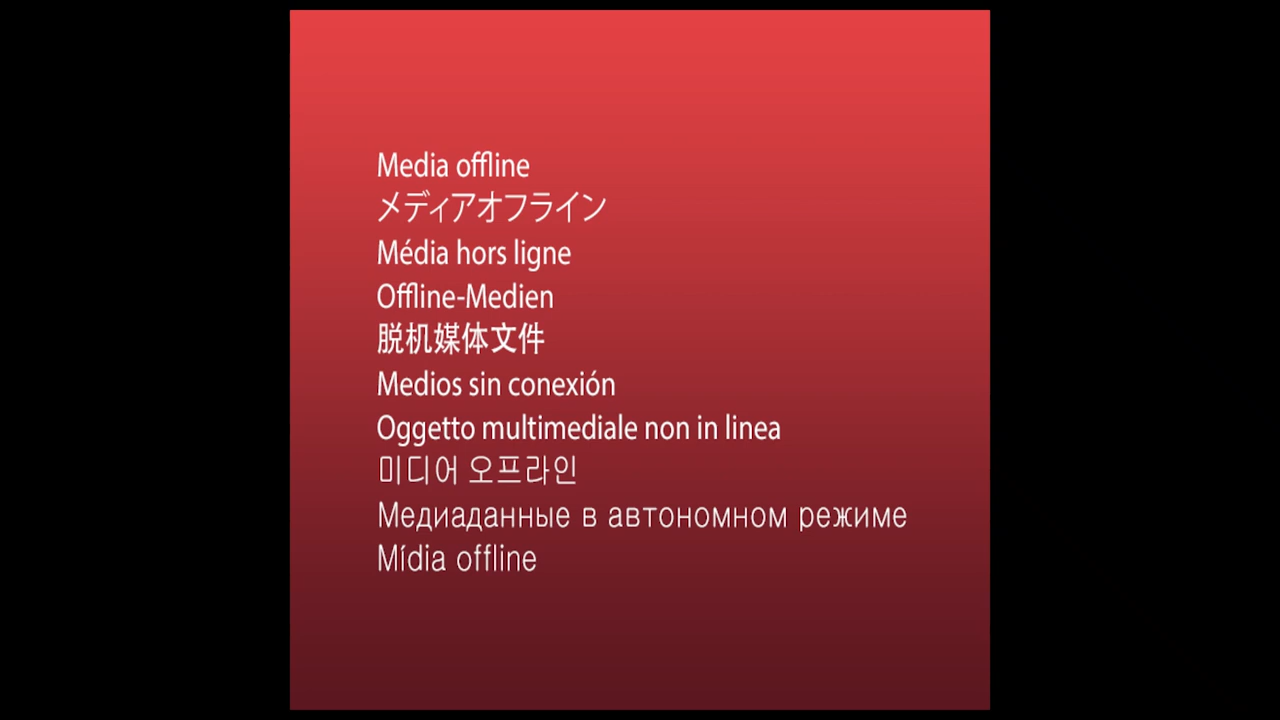 Media offline
メディアオフライン
Média hors ligne
Offline-Medien
脱机媒体文件
Medios sin conexión
Oggetto multimediale non in linea
미디어 오프라인
Медиаданные в автономном режиме
Mídia offline